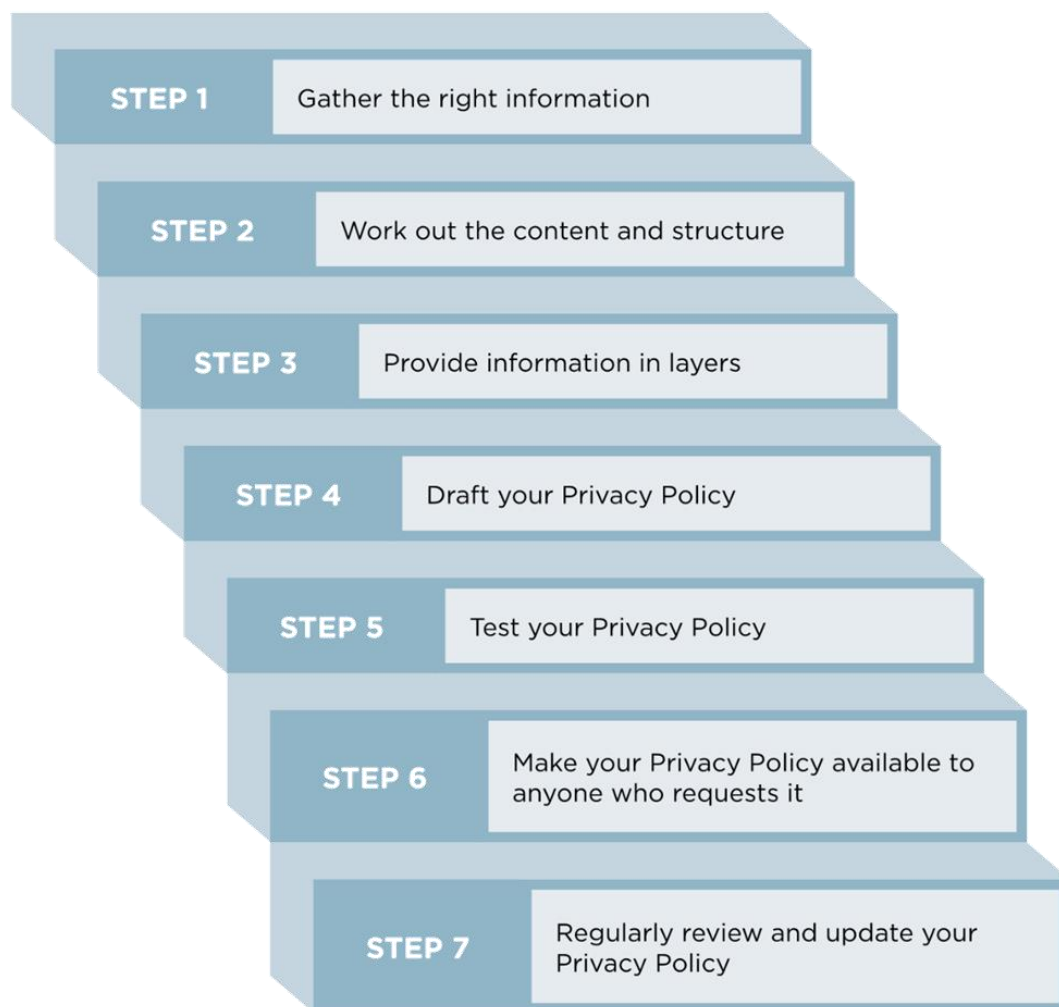 STEP 1
Gather the right information
STEP 2
Work out the content and structure
STEP 3
Provide information in layers
STEP 4
Draft your Privacy Policy
STEP 5
Test your Privacy Policy
STEP 6
Make your Privacy Policy available to
anyone who requests it
STEP 7
Regularly review and update your
Privacy Policy